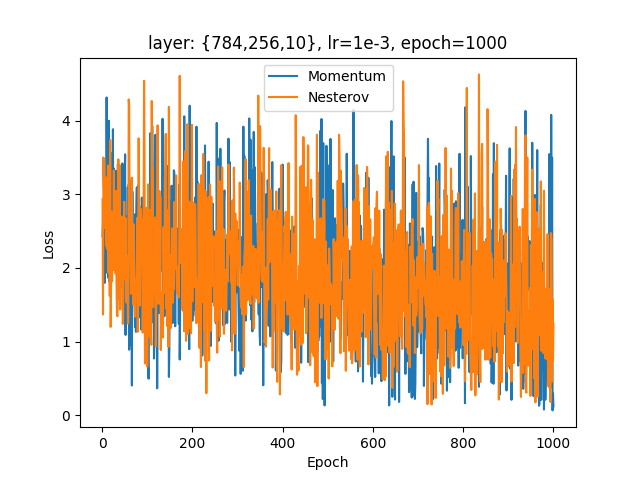 layer: {784,256,10}, lr=1e-3, epoch=1000
Momentum
Nesterov
4
3
2
1
0
Loss
0
200
400
600
800
1000
Epoch